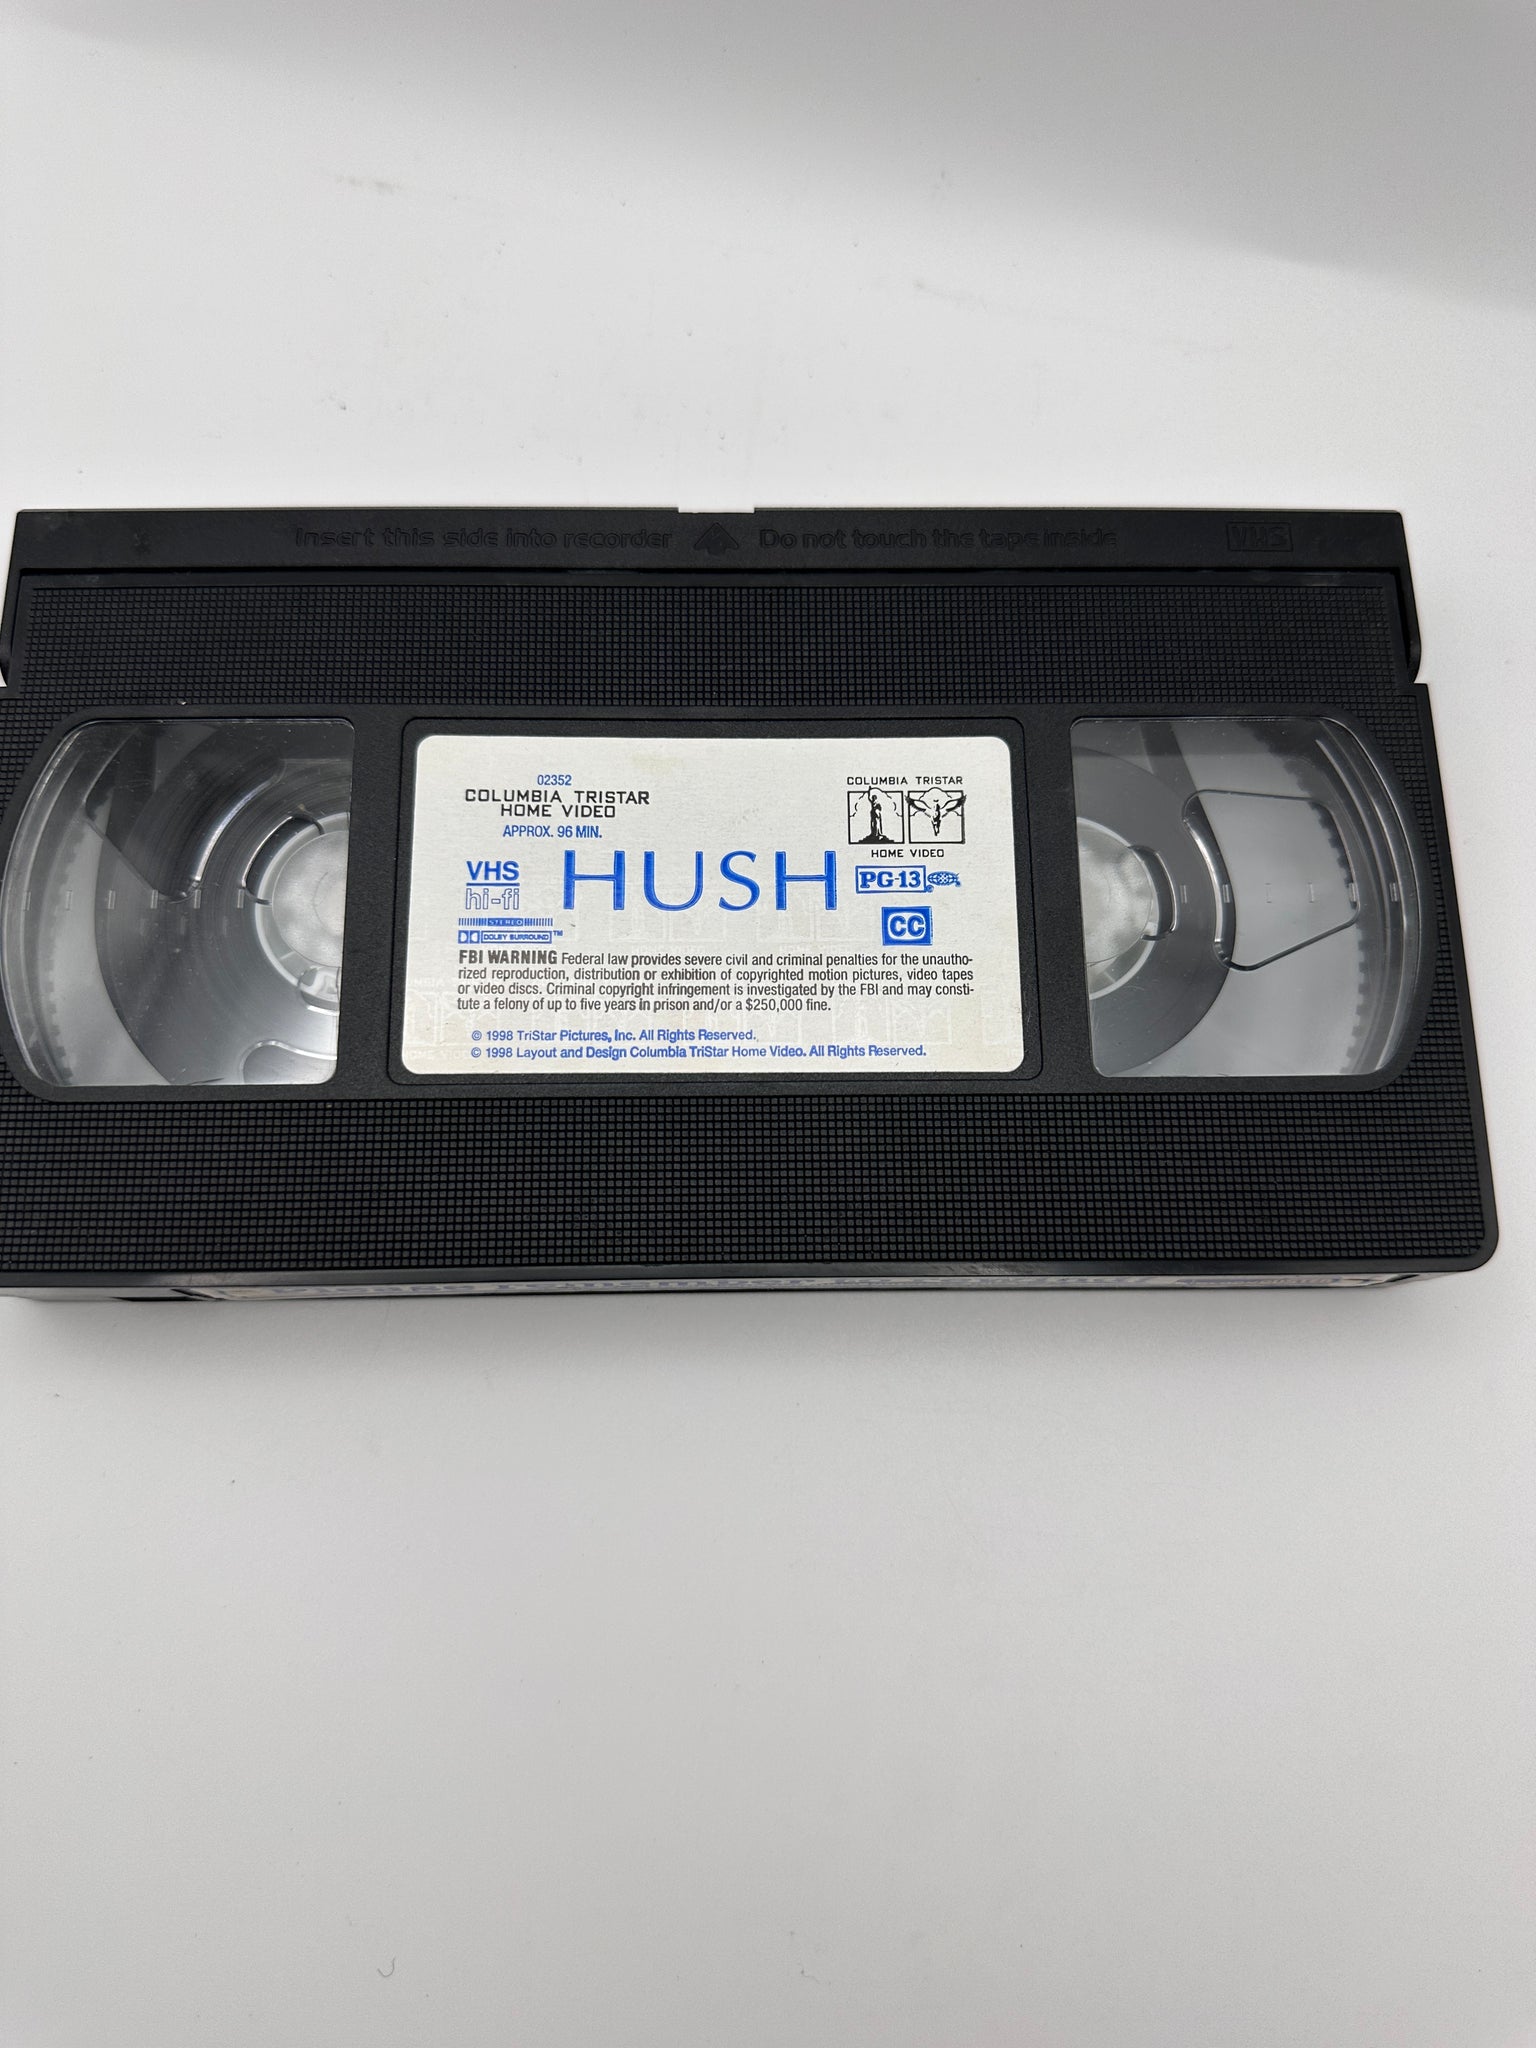 Insert this side into recorder Do not touch the tape inside VHS
02352
COLUMBIA TRISTAR
HOME VIDEO
APPROX. 96 MIN.
COLUMBIA TRISTAR
HOME VIDEO
VHS
hi-fi
HUSH
PG-13
STEREO
DOLBY SURROUND™
CC
FBI WARNING Federal law provides severe civil and criminal penalties for the unautho-
rized reproduction, distribution or exhibition of copyrighted motion pictures, video tapes
or video discs. Criminal copyright infringement is investigated by the FBI and may consti-
tute a felony of up to five years in prison and/or a $250,000 fine.
© 1998 TriStar Pictures, Inc. All Rights Reserved.
© 1998 Layout and Design Columbia TriStar Home Video. All Rights Reserved.